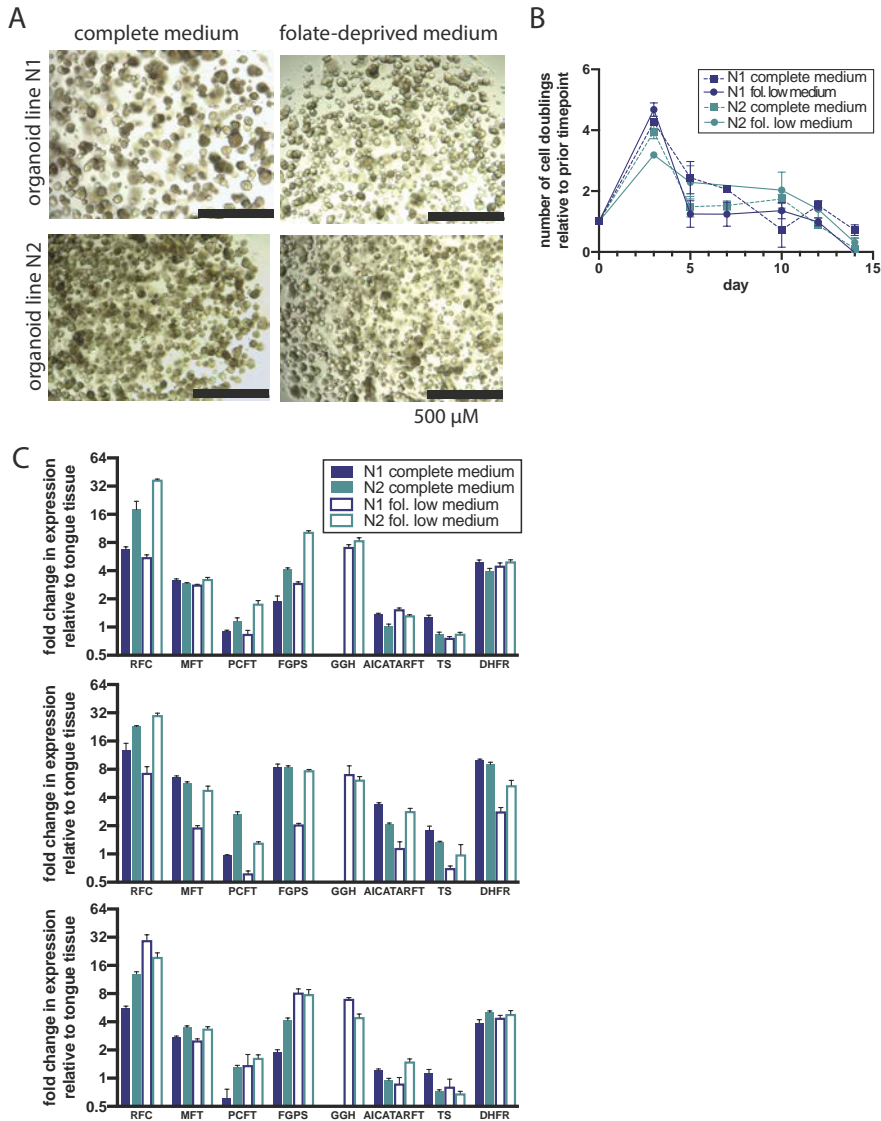 A
complete medium
folate-deprived medium
organoid line N1
organoid line N2
500 µM
B
N1 complete medium
N1 fol. low medium
N2 complete medium
N2 fol. low medium
number of cell doublings
relative to prior timepoint
6
4
2
0
0
5
10
15
day
C
N1 complete medium
N2 complete medium
N1 fol. low medium
N2 fol. low medium
fold change in expression
relative to tongue tissue
64
32
16
8
4
2
1
0.5
RFC MFT PCFT FGPS GGH AICATARFT TS DHFR
fold change in expression
relative to tongue tissue
64
32
16
8
4
2
1
0.5
RFC MFT PCFT FGPS GGH AICATARFT TS DHFR
fold change in expression
relative to tongue tissue
64
32
16
8
4
2
1
0.5
RFC MFT PCFT FGPS GGH AICATARFT TS DHFR